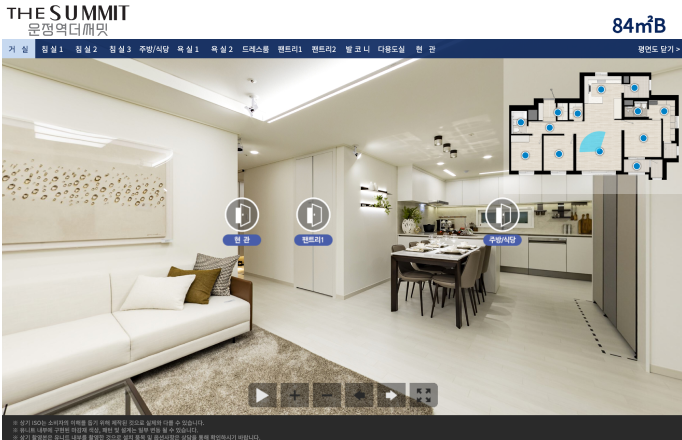 THE SUMMIT
운정역더써밋
84㎡B
거 실 침 실 1 침 실 2 침 실 3 주방/식당 욕 실 1 욕 실 2 드레스룸 팬트리1 팬트리2 발 코 니 다용도실 현 관 평면도 닫기 >
현 관
팬트리1
주방/식당
※ 상기 ISO는 소비자의 이해를 돕기 위해 제작된 것으로 실제와 다를 수 있습니다.
※ 유니트 내부에 구현된 마감재 색상, 패턴 및 설계는 일부 변동 될 수 있습니다.
※ 상기 촬영본은 유니트 내부를 촬영한 것으로 설치 품목 및 옵션사항은 상담을 통해 확인하시기 바랍니다.